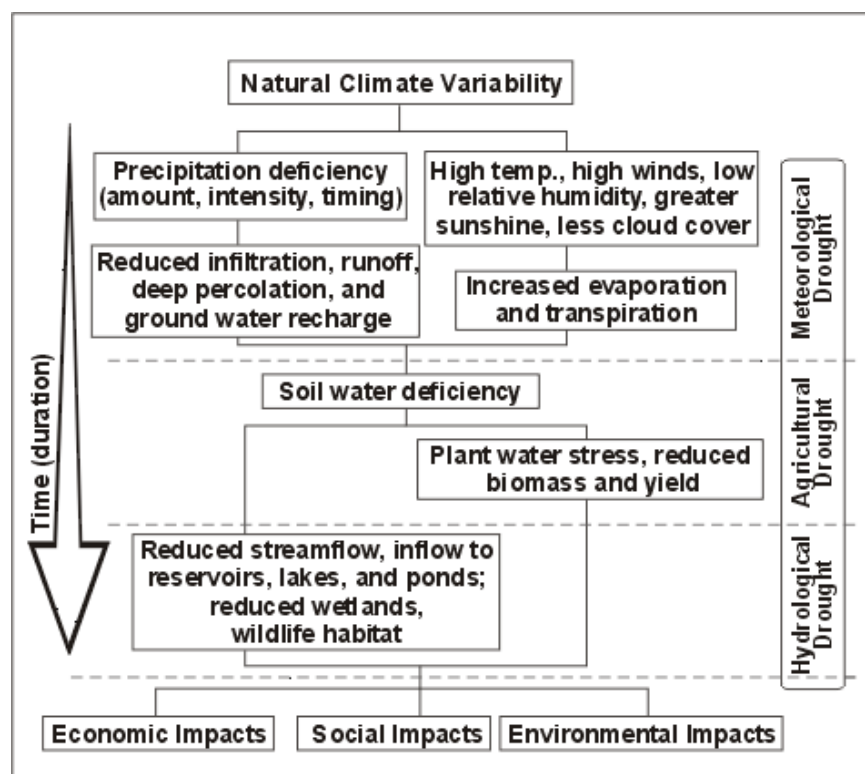 Natural Climate Variability
Precipitation deficiency
(amount, intensity, timing)
High temp., high winds, low
relative humidity, greater
sunshine, less cloud cover
Reduced infiltration, runoff,
deep percolation, and
ground water recharge
Increased evaporation
and transpiration
Meteorological
Drought
Soil water deficiency
Plant water stress, reduced
biomass and yield
Agricultural
Drought
Time (duration)
Reduced streamflow, inflow to
reservoirs, lakes, and ponds;
reduced wetlands,
wildlife habitat
Hydrological
Drought
Economic Impacts
Social Impacts
Environmental Impacts